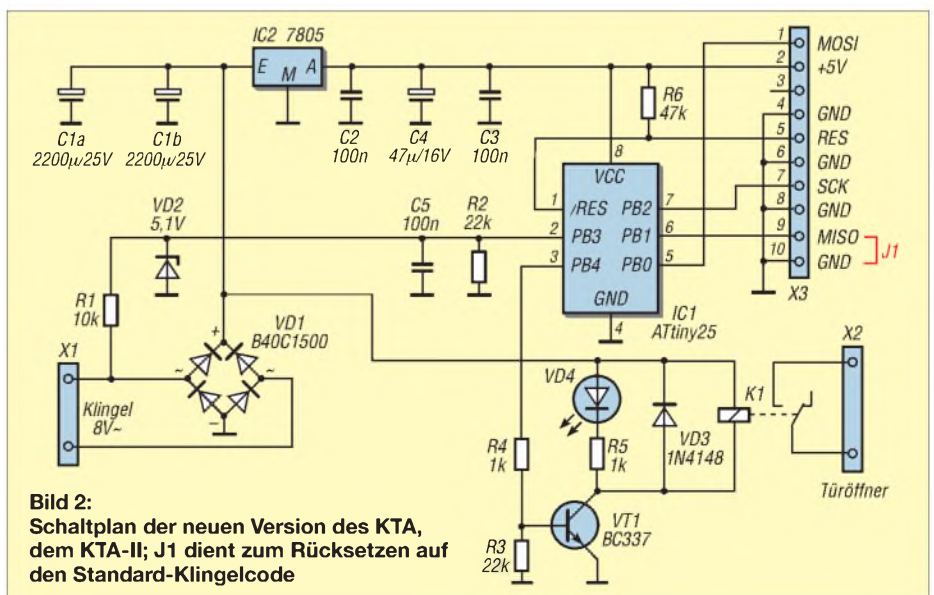 IC2 7805
E M A
C1a
2200µ/25V
C1b
2200µ/25V
C2
100n
C4
47µ/16V
C3
100n
R6
47k
1 MOSI
2 +5V
3
4 GND
5 RES
6 GND
7 SCK
8 GND
9 MISO
10 GND
J1
X3
VD2
5,1V
C5
100n
R2
22k
8
VCC
1 /RES PB2 7
2 PB3 PB1 6
3 PB4 PB0 5
GND
4
IC1
ATtiny25
R1
10k
VD1
B40C1500
+
~ ~
–
X1
Klingel
8V~
VD4
R4
1k
R5
1k
VD3
1N4148
K1
X2
Türöffner
VT1
BC337
R3
22k
Bild 2:
Schaltplan der neuen Version des KTA,
dem KTA-II; J1 dient zum Rücksetzen auf
den Standard-Klingelcode